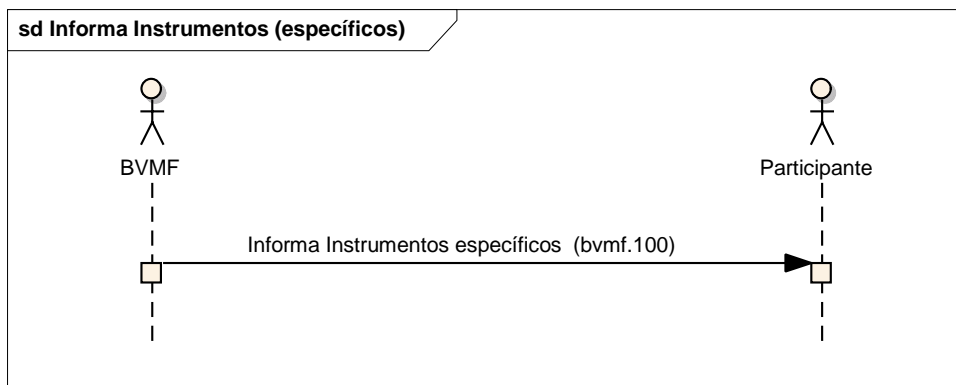 sd Informa Instrumentos (específicos)
BVMF
Participante
Informa Instrumentos específicos  (bvmf.100)